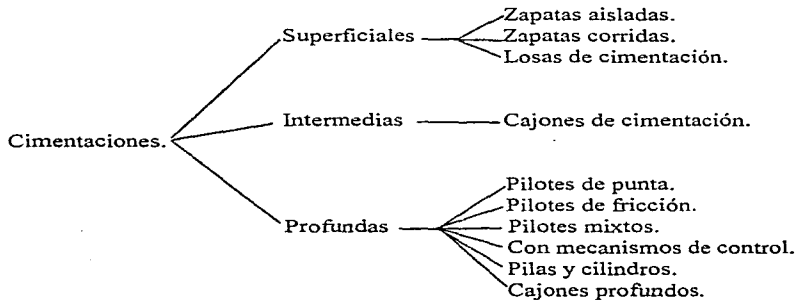 Cimentaciones.
Superficiales
Zapatas aisladas.
Zapatas corridas.
Losas de cimentación.
Intermedias
Cajones de cimentación.
Profundas
Pilotes de punta.
Pilotes de fricción.
Pilotes mixtos.
Con mecanismos de control.
Pilas y cilindros.
Cajones profundos.